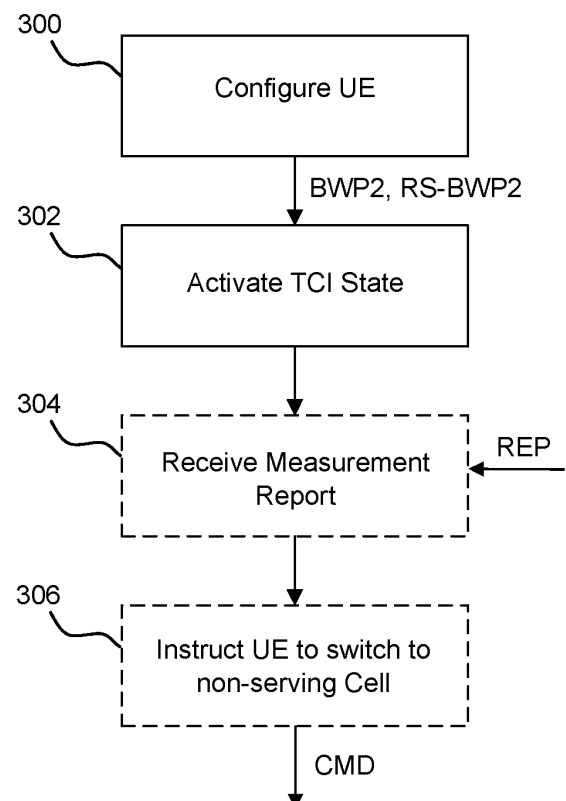 300
Configure UE
BWP2, RS-BWP2
302
Activate TCI State
304
Receive Measurement
Report
REP
306
Instruct UE to switch to
non-serving Cell
CMD